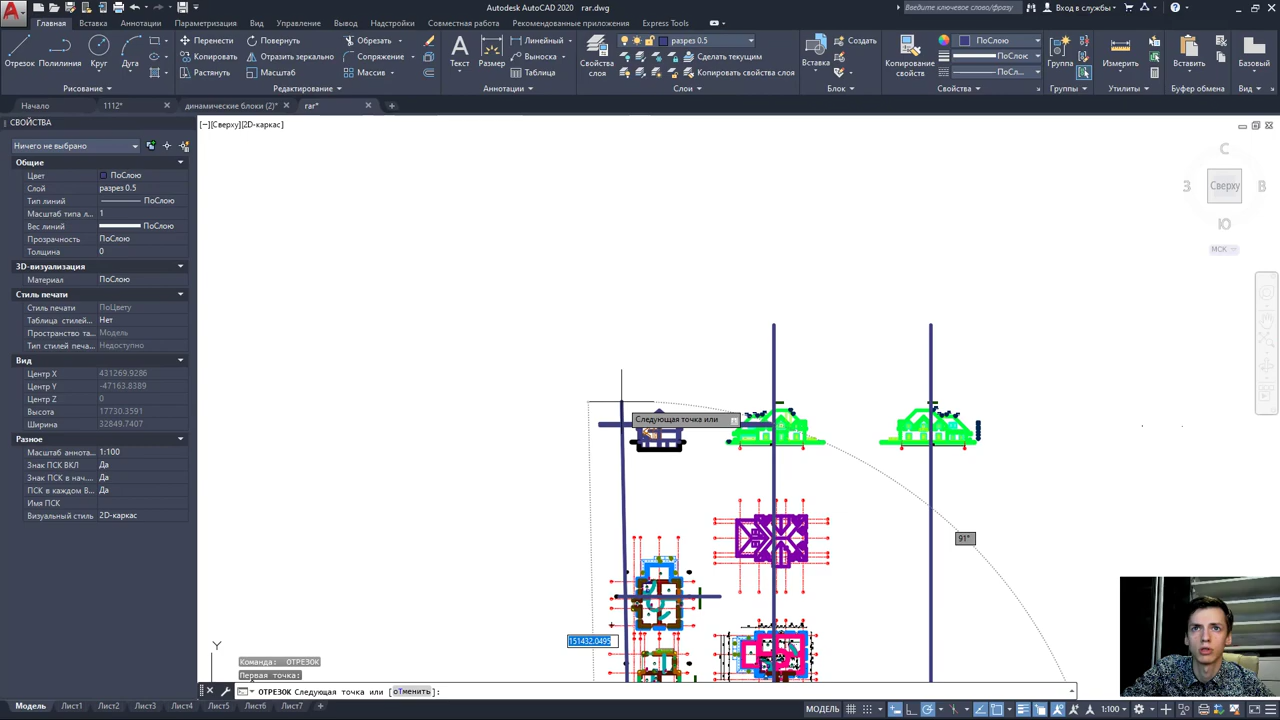 Autodesk AutoCAD 2020 rar.dwg
Введите ключевое слово/фразу
Вход в службы
Главная Вставка Аннотации Параметризация Вид Управление Вывод Надстройки Совместная работа Рекомендованные приложения Express Tools
Отрезок Полилиния Круг Дуга
Перенести Повернуть Обрезать
Копировать Отразить зеркально Сопряжение
Растянуть Масштаб Массив
Текст Размер
Линейный
Выноска
Таблица
Свойства слоя
разрез 0.5
Сделать текущим
Копировать свойства слоя
Вставка
Создать
Копирование свойств
ПоСлою
ПоСлок
ПоСл...
Группа
Измерить
Вставить
Базовый
Рисование Редактирование Аннотации Слои Блок Свойства Группы Утилиты Буфер обмена Вид
Начало 1112* динамические блоки (2)* rar*
СВОЙСТВА
[−][Сверху][2D-каркас]
Ничего не выбрано
Общие
Цвет ПоСлою
Слой разрез 0.5
Тип линий ПоСлою
Масштаб типа л... 1
Вес линий ПоСлою
Прозрачность ПоСлою
Толщина 0
3D-визуализация
Материал ПоСлою
Стиль печати
Стиль печати ПоЦвету
Таблица стилей... Нет
Пространство та... Модель
Тип стилей печа... Недоступно
Вид
Центр X 431269.9286
Центр Y -47163.8389
Центр Z 0
Высота 17730.3591
Ширина 32849.7407
Разное
Масштаб аннота... 1:100
Знак ПСК ВКЛ Да
Знак ПСК в нач.... Да
ПСК в каждом В... Да
Имя ПСК
Визуальный стиль 2D-каркас
С
З Сверху В
Ю
МСК
Следующая точка или
91°
151432.0495
Y
Команда: ОТРЕЗОК
Первая точка:
ОТРЕЗОК Следующая точка или [оТменить]:
Модель Лист1 Лист2 Лист3 Лист4 Лист5 Лист6 Лист7 +
МОДЕЛЬ
1:100